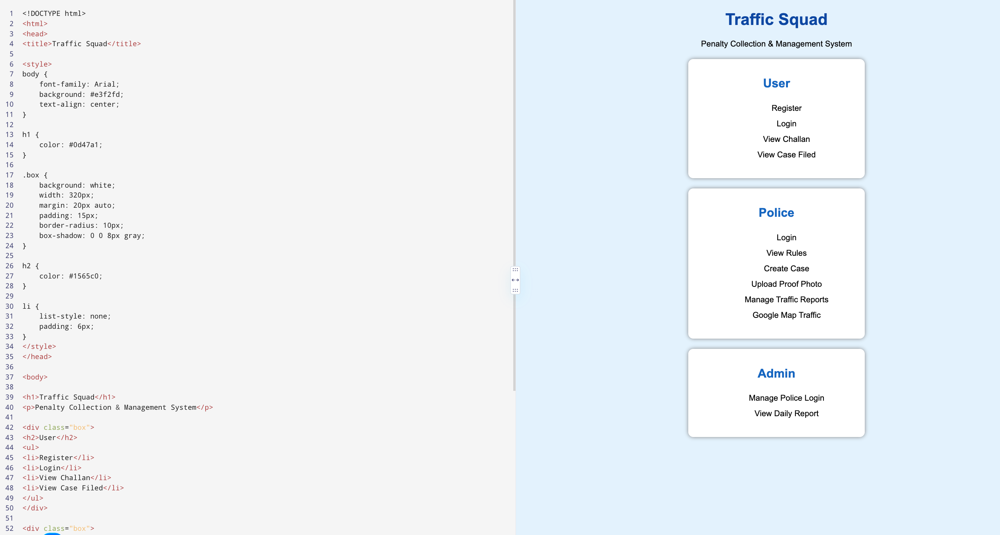 1 <!DOCTYPE html>
2 <html>
3 <head>
4 <title>Traffic Squad</title>
5
6 <style>
7 body {
8     font-family: Arial;
9     background: #e3f2fd;
10     text-align: center;
11 }
12
13 h1 {
14     color: #0d47a1;
15 }
16
17 .box {
18     background: white;
19     width: 320px;
20     margin: 20px auto;
21     padding: 15px;
22     border-radius: 10px;
23     box-shadow: 0 0 8px gray;
24 }
25
26 h2 {
27     color: #1565c0;
28 }
29
30 li {
31     list-style: none;
32     padding: 6px;
33 }
34 </style>
35 </head>
36
37 <body>
38
39 <h1>Traffic Squad</h1>
40 <p>Penalty Collection & Management System</p>
41
42 <div class="box">
43 <h2>User</h2>
44 <ul>
45 <li>Register</li>
46 <li>Login</li>
47 <li>View Challan</li>
48 <li>View Case Filed</li>
49 </ul>
50 </div>
51
52 <div class="box">
Traffic Squad
Penalty Collection & Management System
User
Register
Login
View Challan
View Case Filed
Police
Login
View Rules
Create Case
Upload Proof Photo
Manage Traffic Reports
Google Map Traffic
Admin
Manage Police Login
View Daily Report